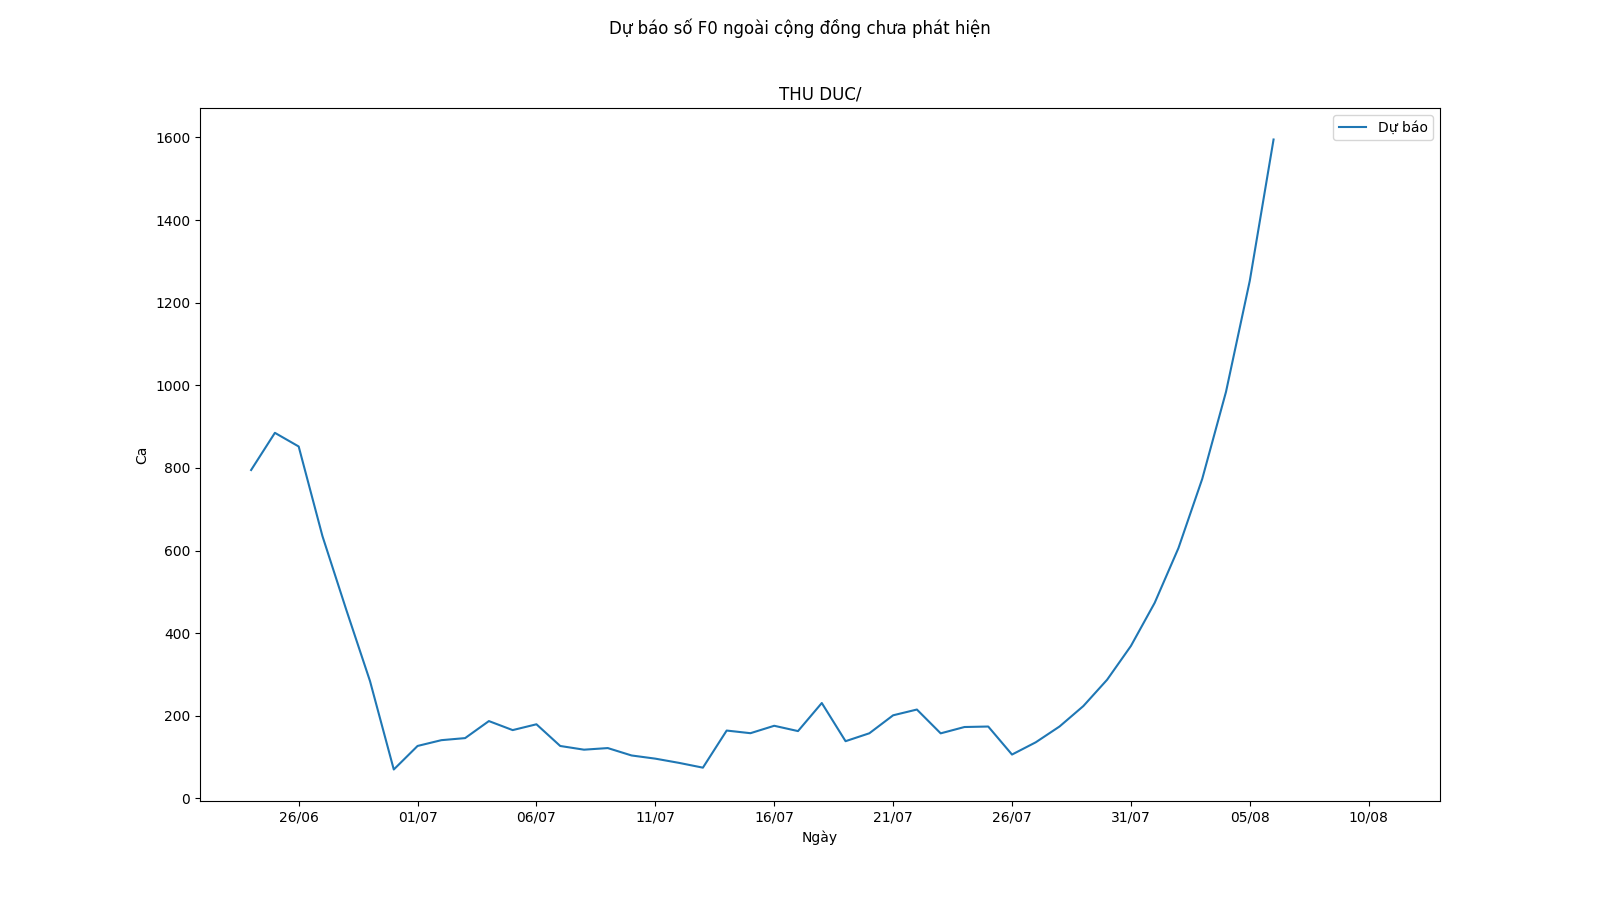 Dự báo số F0 ngoài cộng đồng chưa phát hiện
THU DUC/
Dự báo
1600
1400
1200
1000
800
600
400
200
0
Ca
26/06 01/07 06/07 11/07 16/07 21/07 26/07 31/07 05/08 10/08
Ngày